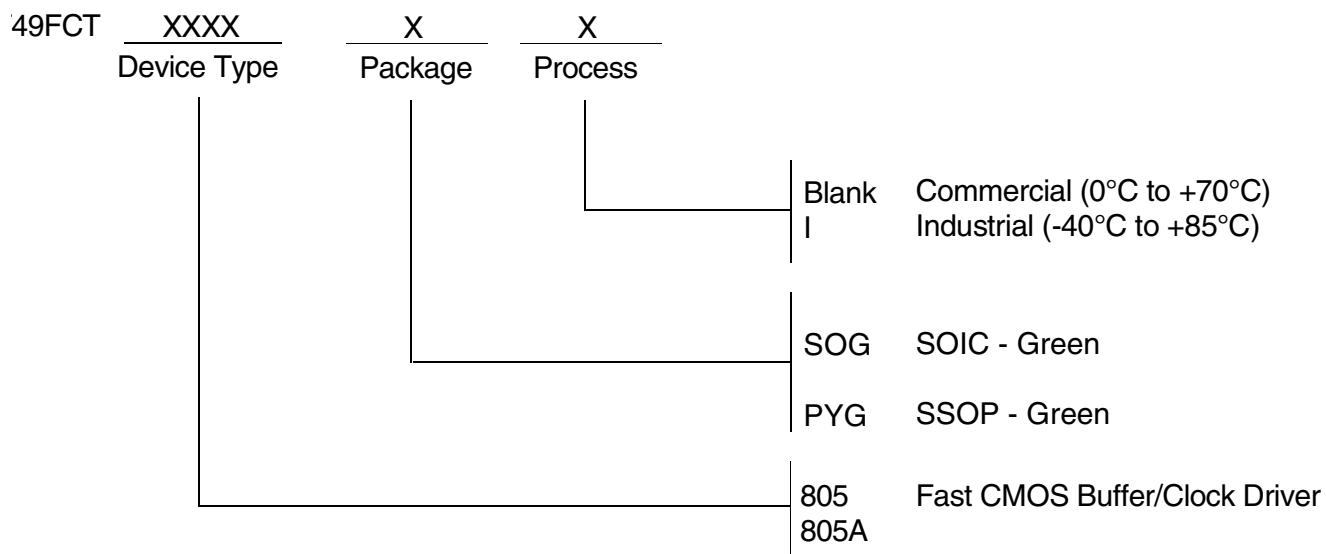 49FCT XXXX X X
Device Type Package Process
Blank Commercial (0°C to +70°C)
I Industrial (-40°C to +85°C)
SOG SOIC - Green
PYG SSOP - Green
805 Fast CMOS Buffer/Clock Driver
805A